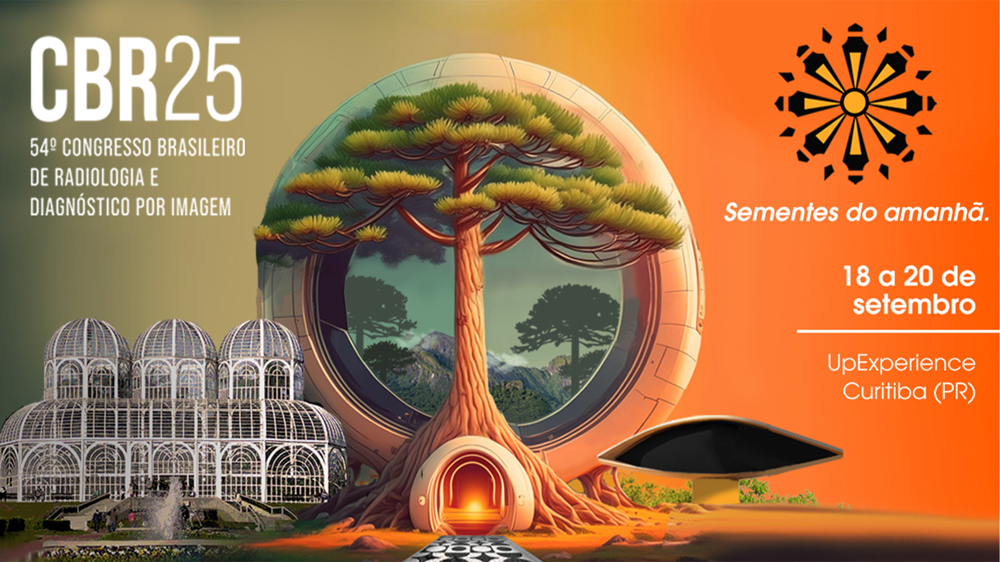 CBR25
54º CONGRESSO BRASILEIRO
DE RADIOLOGIA E
DIAGNÓSTICO POR IMAGEM
Sementes do amanhã.
18 a 20 de
setembro
UpExperience
Curitiba (PR)